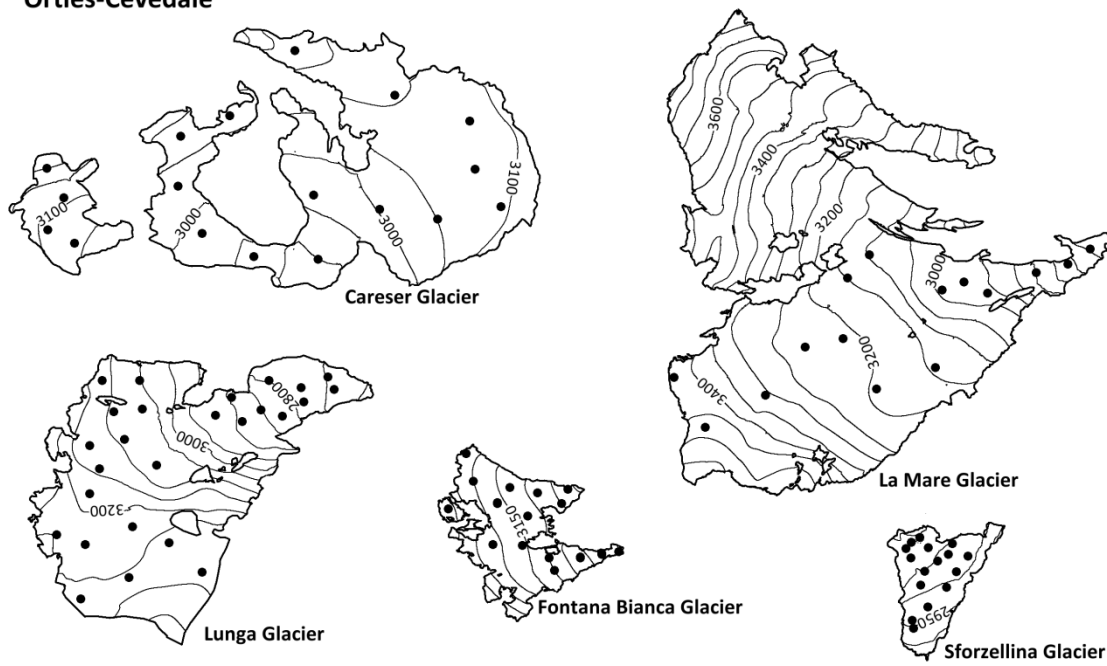 Ortles-Cevedale
3100
3000
3000
3100
Careser Glacier
3600
3400
3200
3000
3200
3400
La Mare Glacier
2800
3000
3200
Lunga Glacier
3150
Fontana Bianca Glacier
2950
Sforzellina Glacier